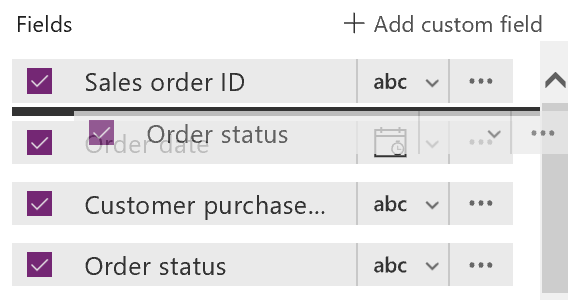 Fields + Add custom field
Sales order ID abc ...
Order status ...
Order date
Customer purchase... abc ...
Order status abc ...